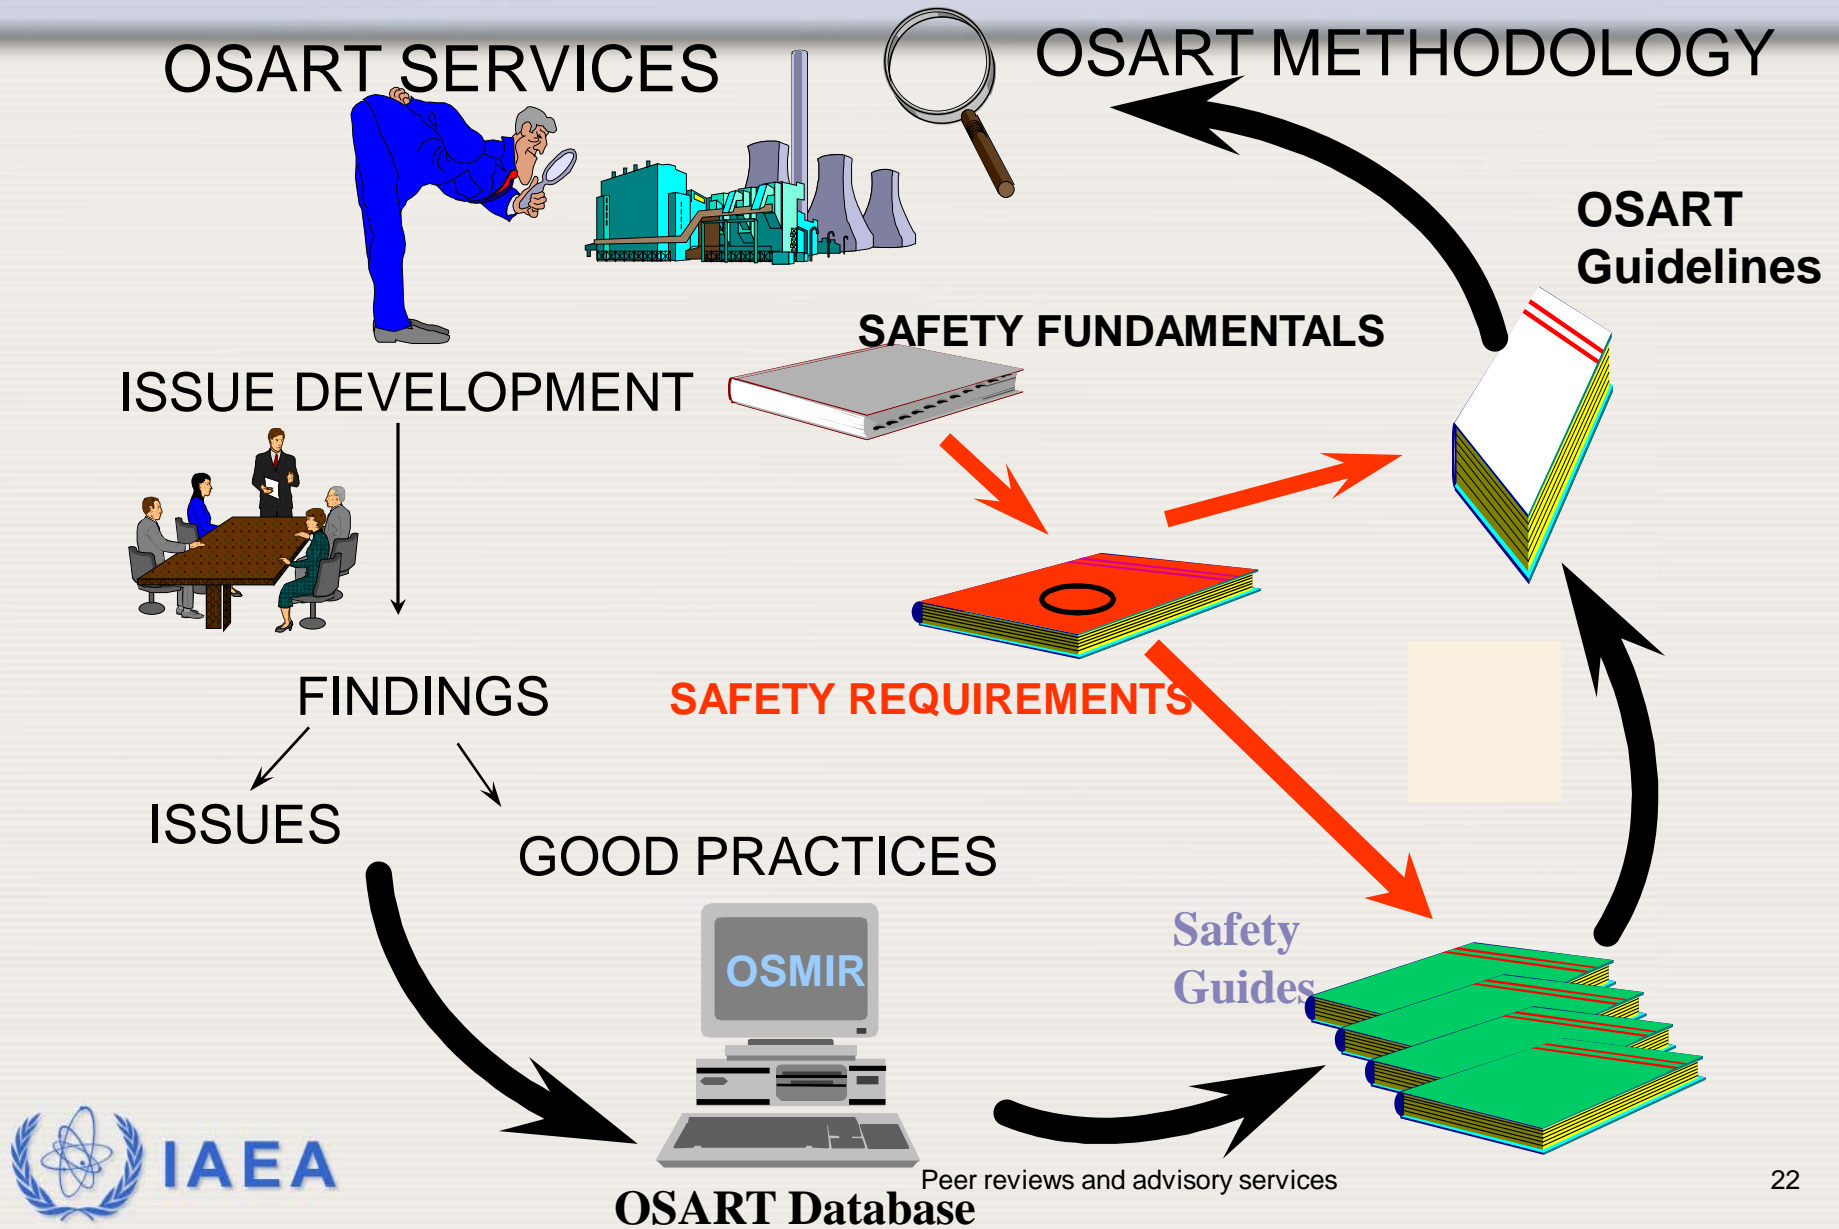 OSART SERVICES
OSART METHODOLOGY
OSART
Guidelines
SAFETY FUNDAMENTALS
ISSUE DEVELOPMENT
FINDINGS
SAFETY REQUIREMENTS
ISSUES
GOOD PRACTICES
Safety
Guides
OSMIR
IAEA
Peer reviews and advisory services
22
OSART Database